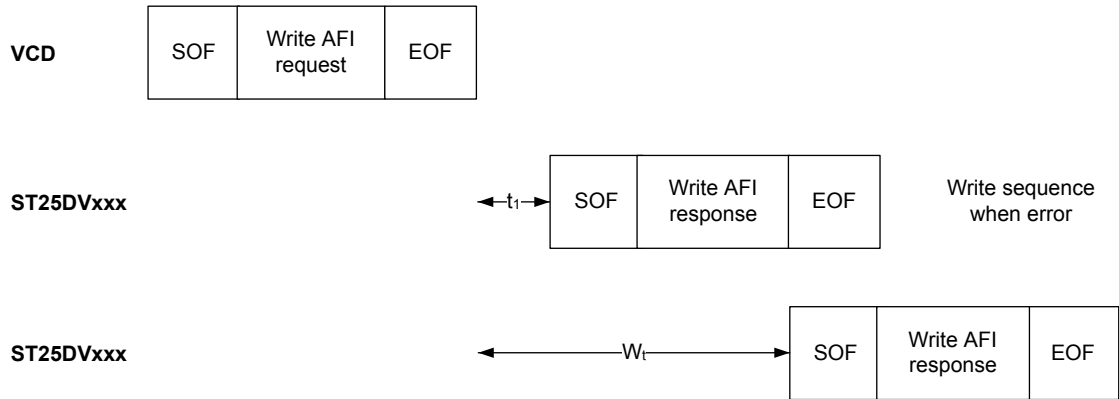 VCD
SOF
Write AFI
request
EOF
ST25DVxxx
t₁
SOF
Write AFI
response
EOF
Write sequence
when error
ST25DVxxx
Wₜ
SOF
Write AFI
response
EOF